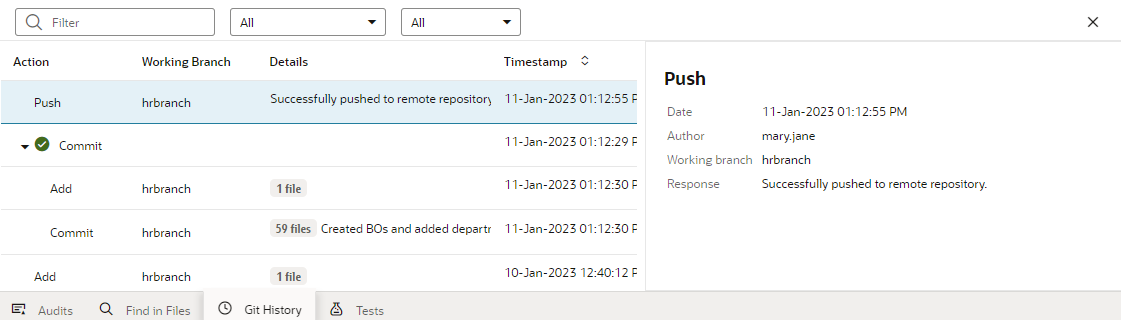 Filter All All
Action Working Branch Details Timestamp
Push hrbranch Successfully pushed to remote repository 11-Jan-2023 01:12:55 P
Commit 11-Jan-2023 01:12:29 P
Add hrbranch 1 file 11-Jan-2023 01:12:30 P
Commit hrbranch 59 files Created BOs and added departr 11-Jan-2023 01:12:30 P
Add hrbranch 1 file 10-Jan-2023 12:40:12 P
Push
Date 11-Jan-2023 01:12:55 PM
Author mary.jane
Working branch hrbranch
Response Successfully pushed to remote repository.
Audits Find in Files Git History Tests